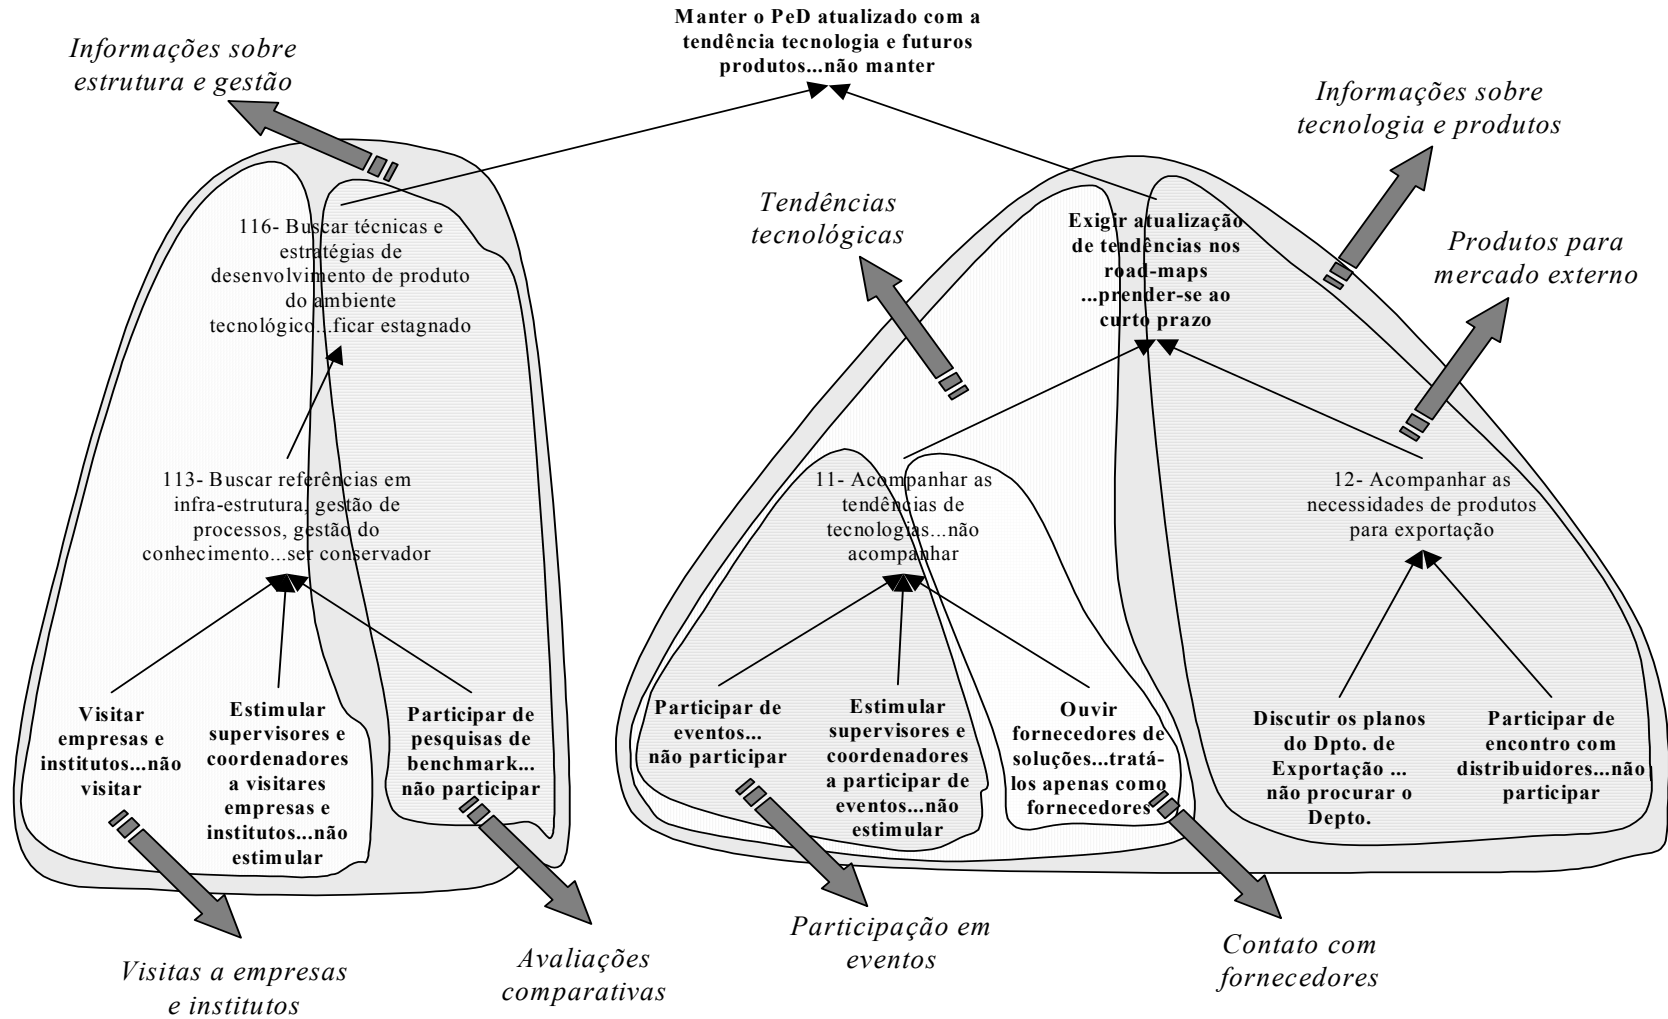 Manter o PeD atualizado com a
tendência tecnologia e futuros
produtos...não manter
Informações sobre
estrutura e gestão
Informações sobre
tecnologia e produtos
Tendências
tecnológicas
Produtos para
mercado externo
116- Buscar técnicas e
estratégias de
desenvolvimento de produto
do ambiente
tecnológico...ficar estagnado
Exigir atualização
de tendências nos
road-maps
...prender-se ao
curto prazo
113- Buscar referências em
infra-estrutura, gestão de
processos, gestão do
conhecimento...ser conservador
11- Acompanhar as
tendências de
tecnologias...não
acompanhar
12- Acompanhar as
necessidades de produtos
para exportação
Visitar
empresas e
institutos...não
visitar
Estimular
supervisores e
coordenadores
a visitares
empresas e
institutos...não
estimular
Participar de
pesquisas de
benchmark...
não participar
Participar de
eventos...
não participar
Estimular
supervisores e
coordenadores
a participar de
eventos...não
estimular
Ouvir
fornecedores de
soluções...tratá-
los apenas como
fornecedores
Discutir os planos
do Dpto. de
Exportação ...
não procurar o
Depto.
Participar de
encontro com
distribuidores...não
participar
Visitas a empresas
e institutos
Avaliações
comparativas
Participação em
eventos
Contato com
fornecedores